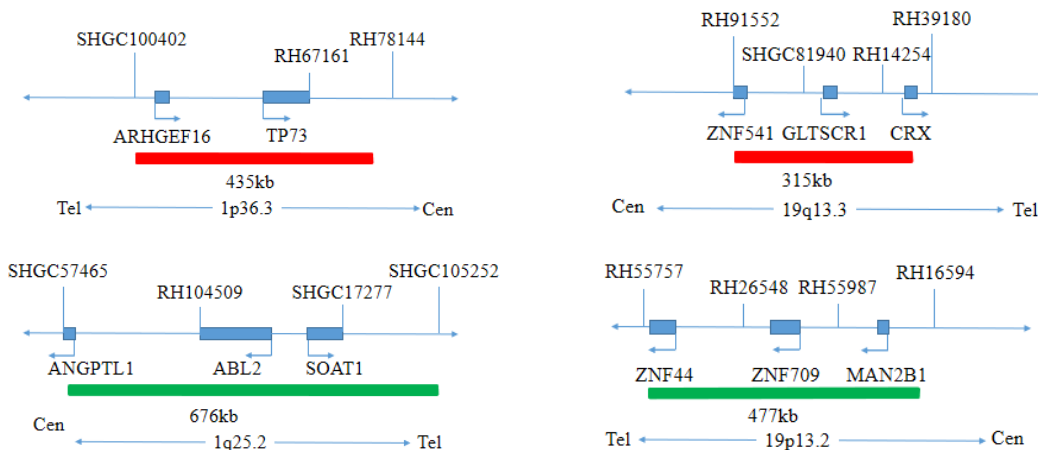 SHGC100402
RH67161
RH78144
ARHGEF16 TP73
435kb
Tel 1p36.3 Cen
RH91552
SHGC81940
RH14254
RH39180
ZNF541 GLTSCR1 CRX
315kb
Cen 19q13.3 Tel
SHGC57465
RH104509
SHGC17277
SHGC105252
ANGPTL1 ABL2 SOAT1
676kb
Cen 1q25.2 Tel
RH55757
RH26548
RH55987
RH16594
ZNF44 ZNF709 MAN2B1
477kb
Tel 19p13.2 Cen